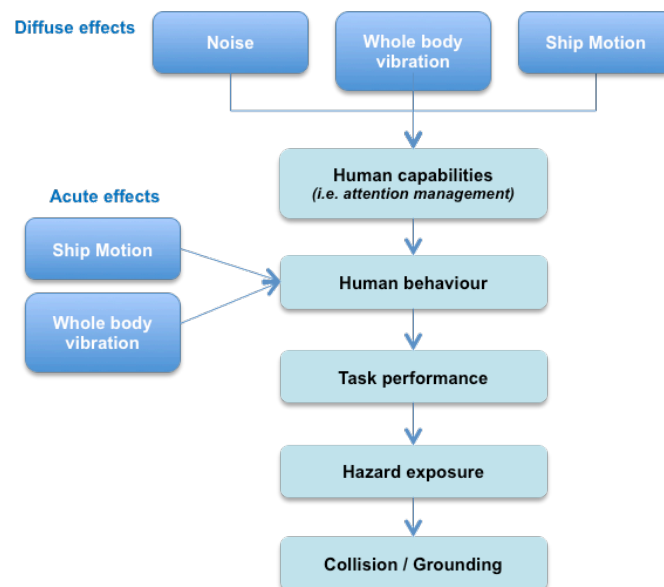 Diffuse effects
Noise
Whole body
vibration
Ship Motion
Human capabilities
(i.e. attention management)
Acute effects
Ship Motion
Human behaviour
Whole body
vibration
Task performance
Hazard exposure
Collision / Grounding